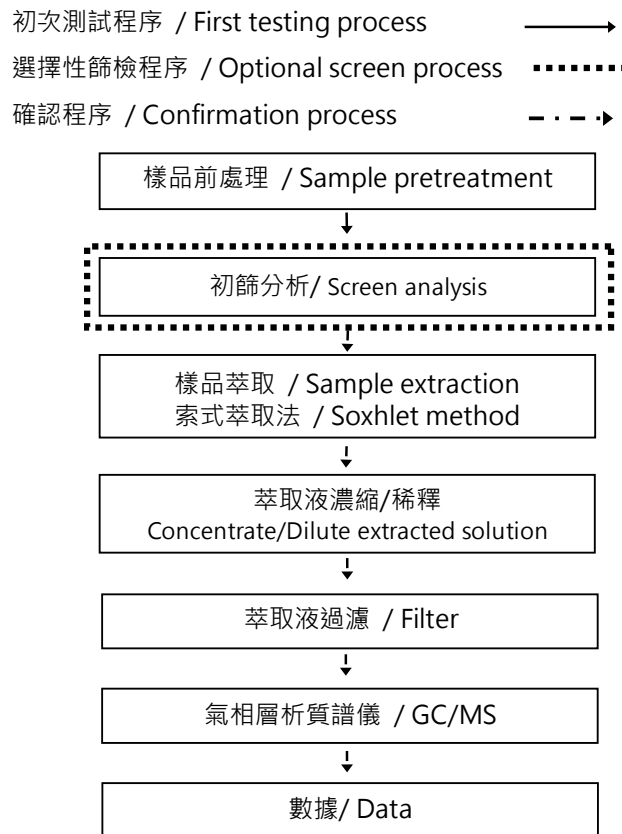 初次測試程序 / First testing process
選擇性篩檢程序 / Optional screen process
確認程序 / Confirmation process
樣品前處理 / Sample pretreatment
初篩分析/ Screen analysis
樣品萃取 / Sample extraction
索式萃取法 / Soxhlet method
萃取液濃縮/稀釋
Concentrate/Dilute extracted solution
萃取液過濾 / Filter
氣相層析質譜儀 / GC/MS
數據/ Data